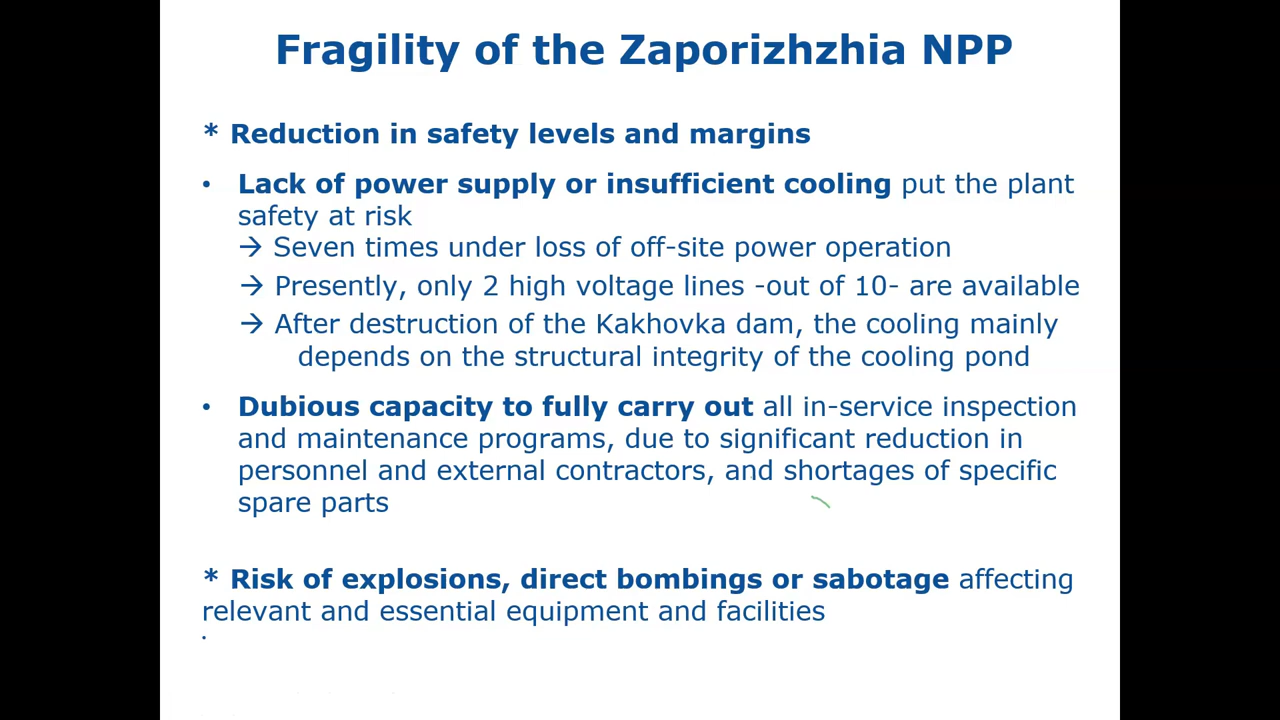 Fragility of the Zaporizhzhia NPP
* Reduction in safety levels and margins
• Lack of power supply or insufficient cooling put the plant
safety at risk
→ Seven times under loss of off-site power operation
→ Presently, only 2 high voltage lines -out of 10- are available
→ After destruction of the Kakhovka dam, the cooling mainly
depends on the structural integrity of the cooling pond
• Dubious capacity to fully carry out all in-service inspection
and maintenance programs, due to significant reduction in
personnel and external contractors, and shortages of specific
spare parts
* Risk of explosions, direct bombings or sabotage affecting
relevant and essential equipment and facilities